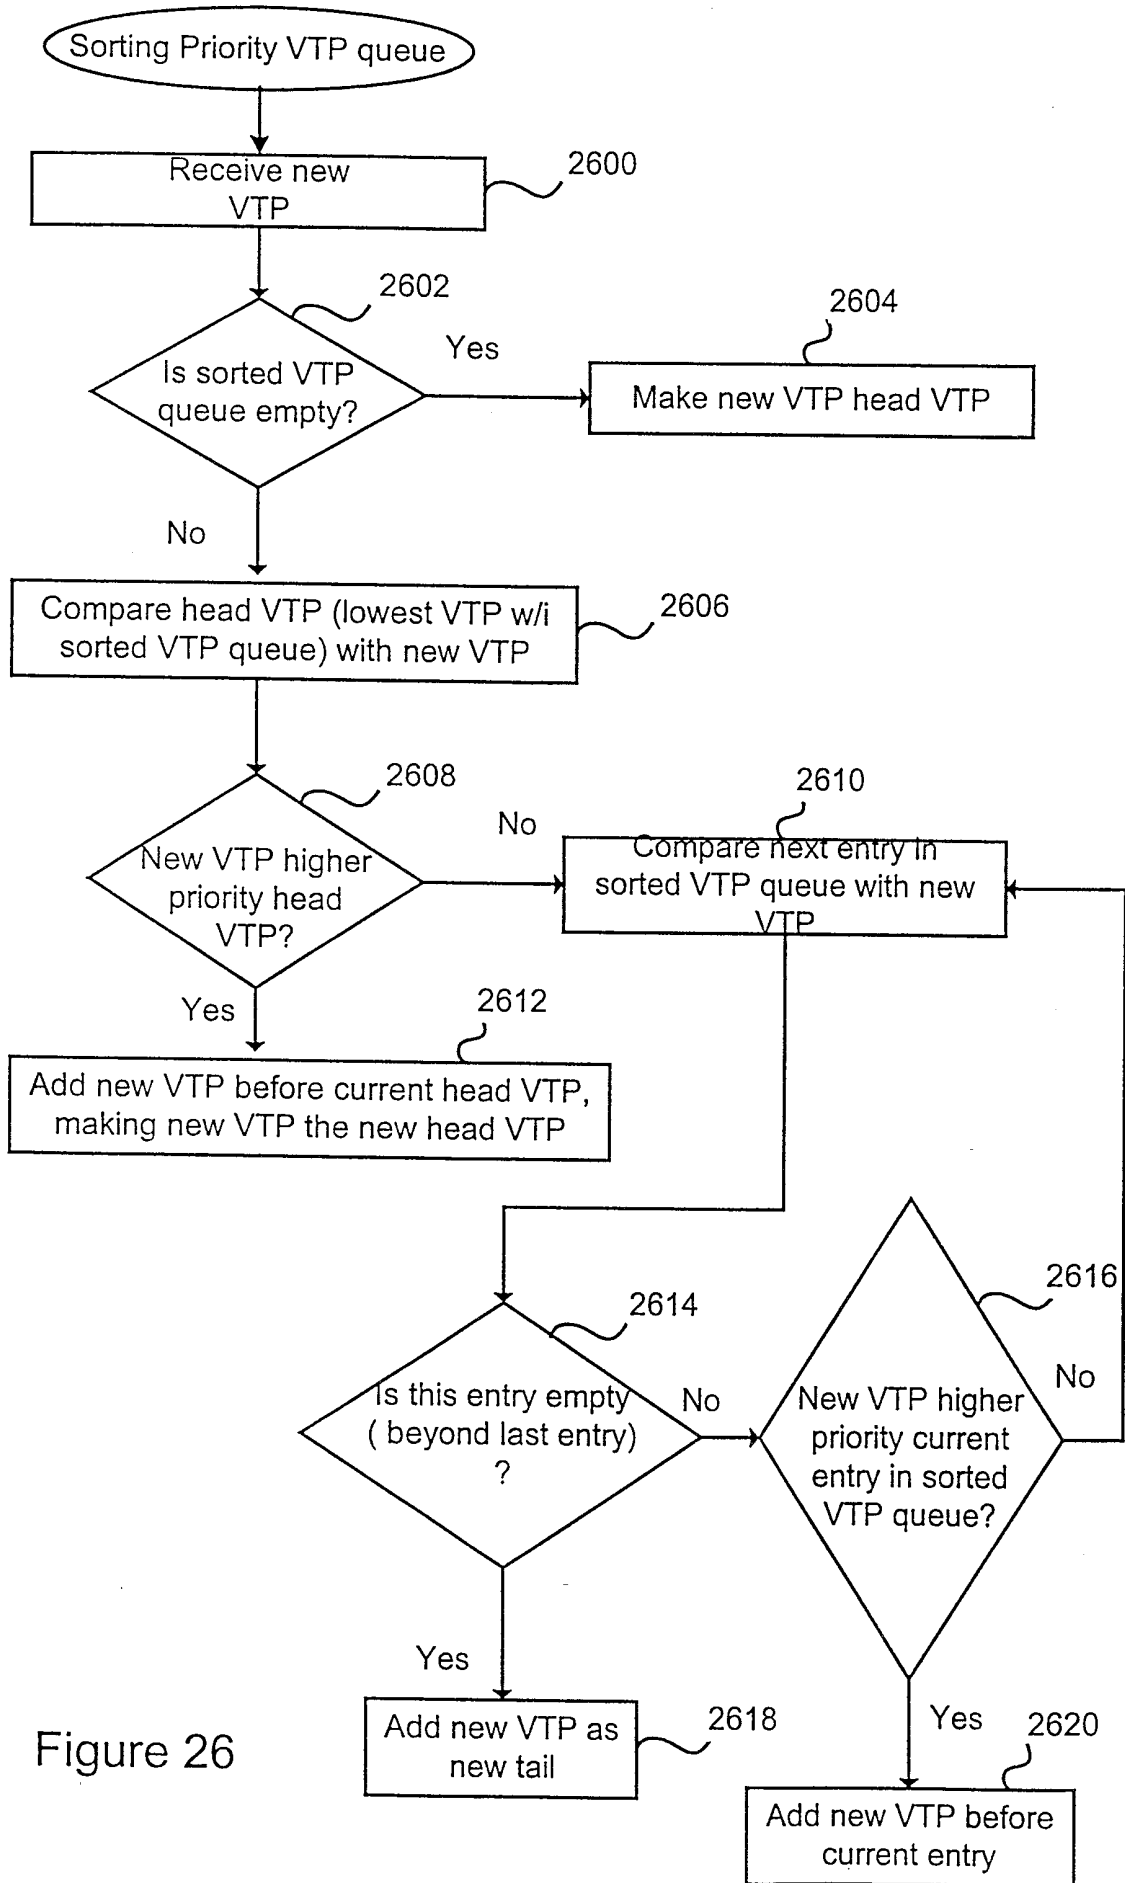 Sorting Priority VTP queue
Receive new
VTP
2600
2602
Is sorted VTP
queue empty?
Yes
2604
Make new VTP head VTP
No
Compare head VTP (lowest VTP w/i
sorted VTP queue) with new VTP
2606
2608
New VTP higher
priority head
VTP?
No
2610
Compare next entry in
sorted VTP queue with new
VTP
Yes
2612
Add new VTP before current head VTP,
making new VTP the new head VTP
2614
Is this entry empty
( beyond last entry)
?
No
2616
New VTP higher
priority current
entry in sorted
VTP queue?
No
Yes
Add new VTP as
new tail
2618
Yes
2620
Add new VTP before
current entry
Figure 26